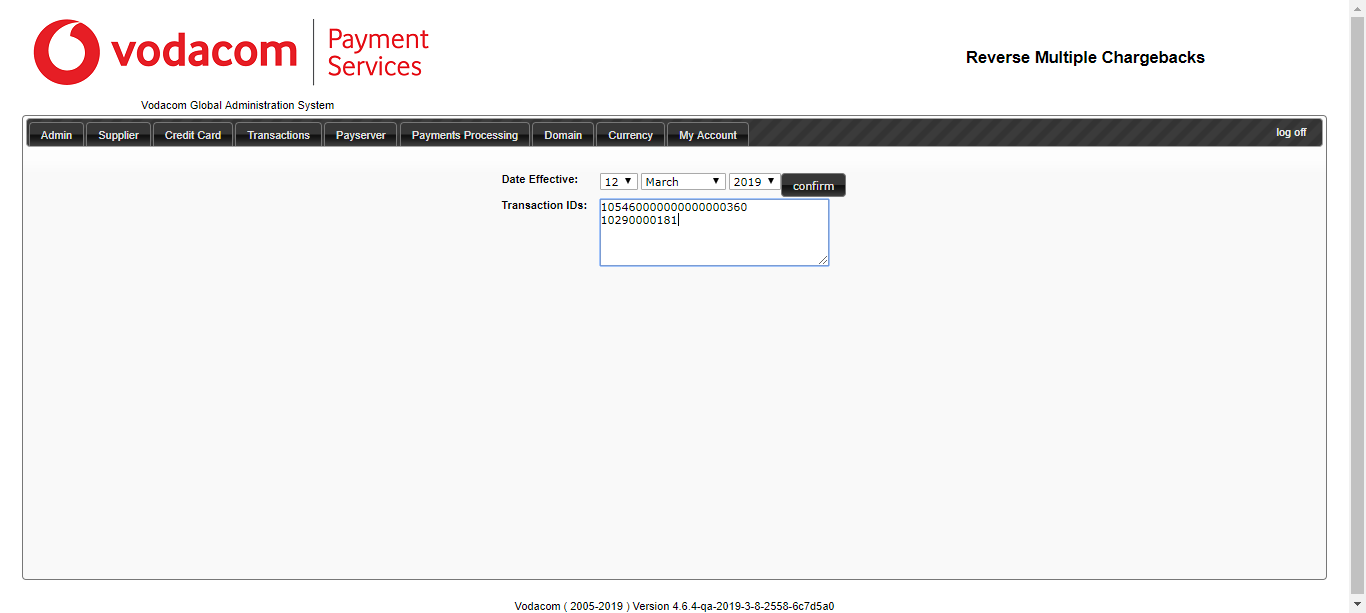 vodacom
Payment
Services
Reverse Multiple Chargebacks
Vodacom Global Administration System
Admin Supplier Credit Card Transactions Payserver Payments Processing Domain Currency My Account log off
Date Effective: 12 March 2019 confirm
Transaction IDs: 105460000000000000360
10290000181
Vodacom ( 2005-2019 ) Version 4.6.4-qa-2019-3-8-2558-6c7d5a0